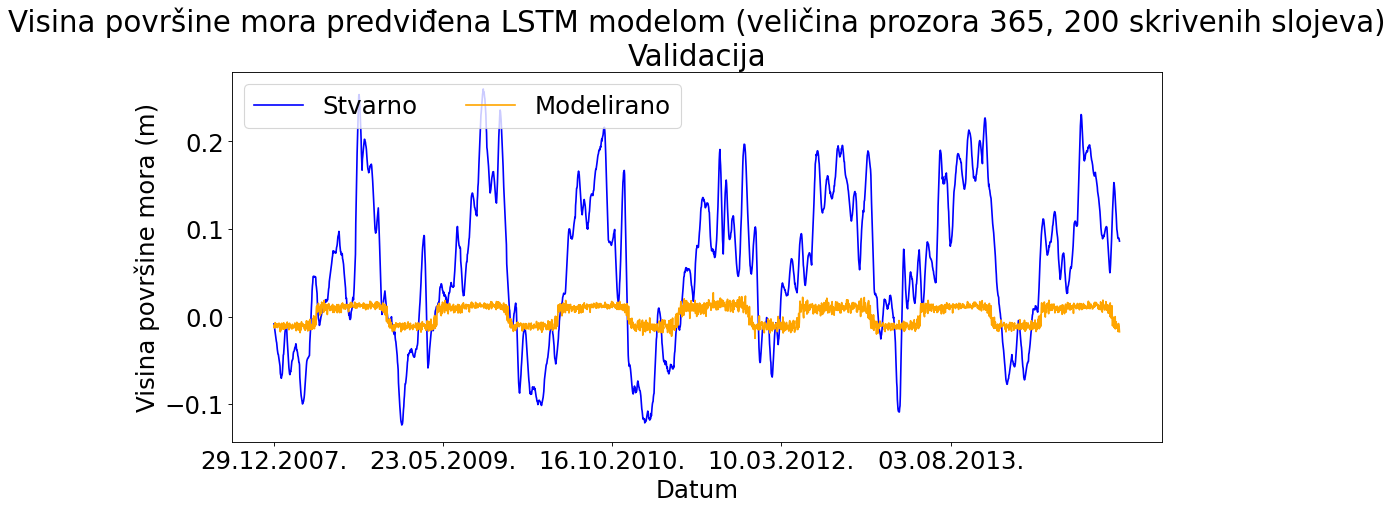 Visina površine mora predviđena LSTM modelom (veličina prozora 365, 200 skrivenih slojeva)
Validacija
Stvarno
Modelirano
Visina površine mora (m)
0.2
0.1
0.0
−0.1
29.12.2007.
23.05.2009.
16.10.2010.
10.03.2012.
03.08.2013.
Datum